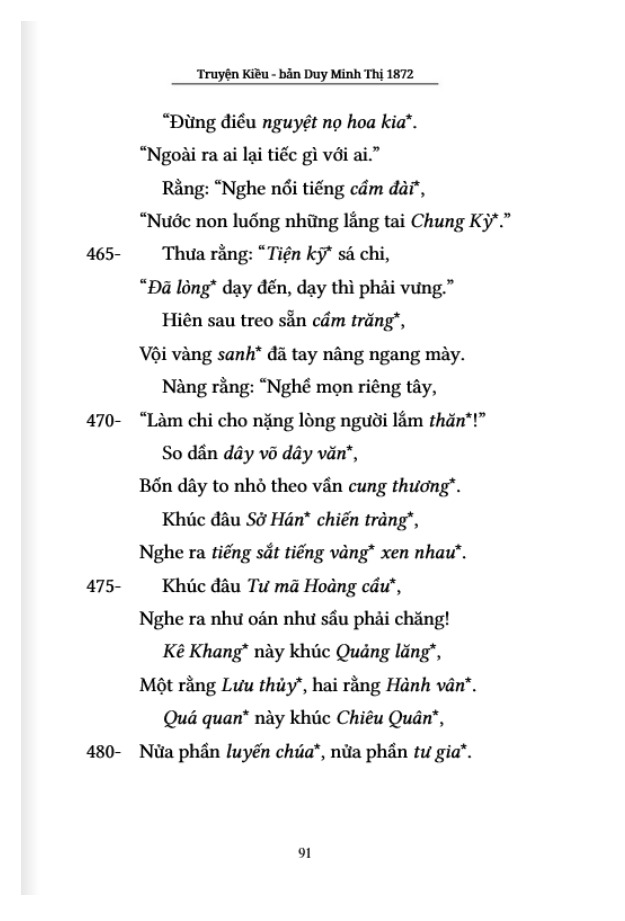 Truyện Kiều - bản Duy Minh Thị 1872
“Đừng điều nguyệt nọ hoa kia*.
“Ngoài ra ai lại tiếc gì với ai.”
Rằng: “Nghe nổi tiếng cầm đài*,
“Nước non luống những lắng tai Chung Kỳ*.”
465- Thưa rằng: “Tiện kỹ* sá chi,
“Đã lòng* dạy đến, dạy thì phải vưng.”
Hiên sau treo sẵn cầm trăng*,
Vội vàng sanh* đã tay nâng ngang mày.
Nàng rằng: “Nghề mọn riêng tây,
470- “Làm chi cho nặng lòng người lắm thăn*!”
So dần dây võ dây văn*,
Bốn dây to nhỏ theo vần cung thương*.
Khúc đâu Sở Hán* chiến tràng*,
Nghe ra tiếng sắt tiếng vàng* xen nhau*.
475- Khúc đâu Tư mã Hoàng cầu*,
Nghe ra như oán như sầu phải chăng!
Kê Khang* này khúc Quảng lăng*,
Một rằng Lưu thủy*, hai rằng Hành vân*.
Quá quan* này khúc Chiêu Quân*,
480- Nửa phần luyến chúa*, nửa phần tư gia*.
91